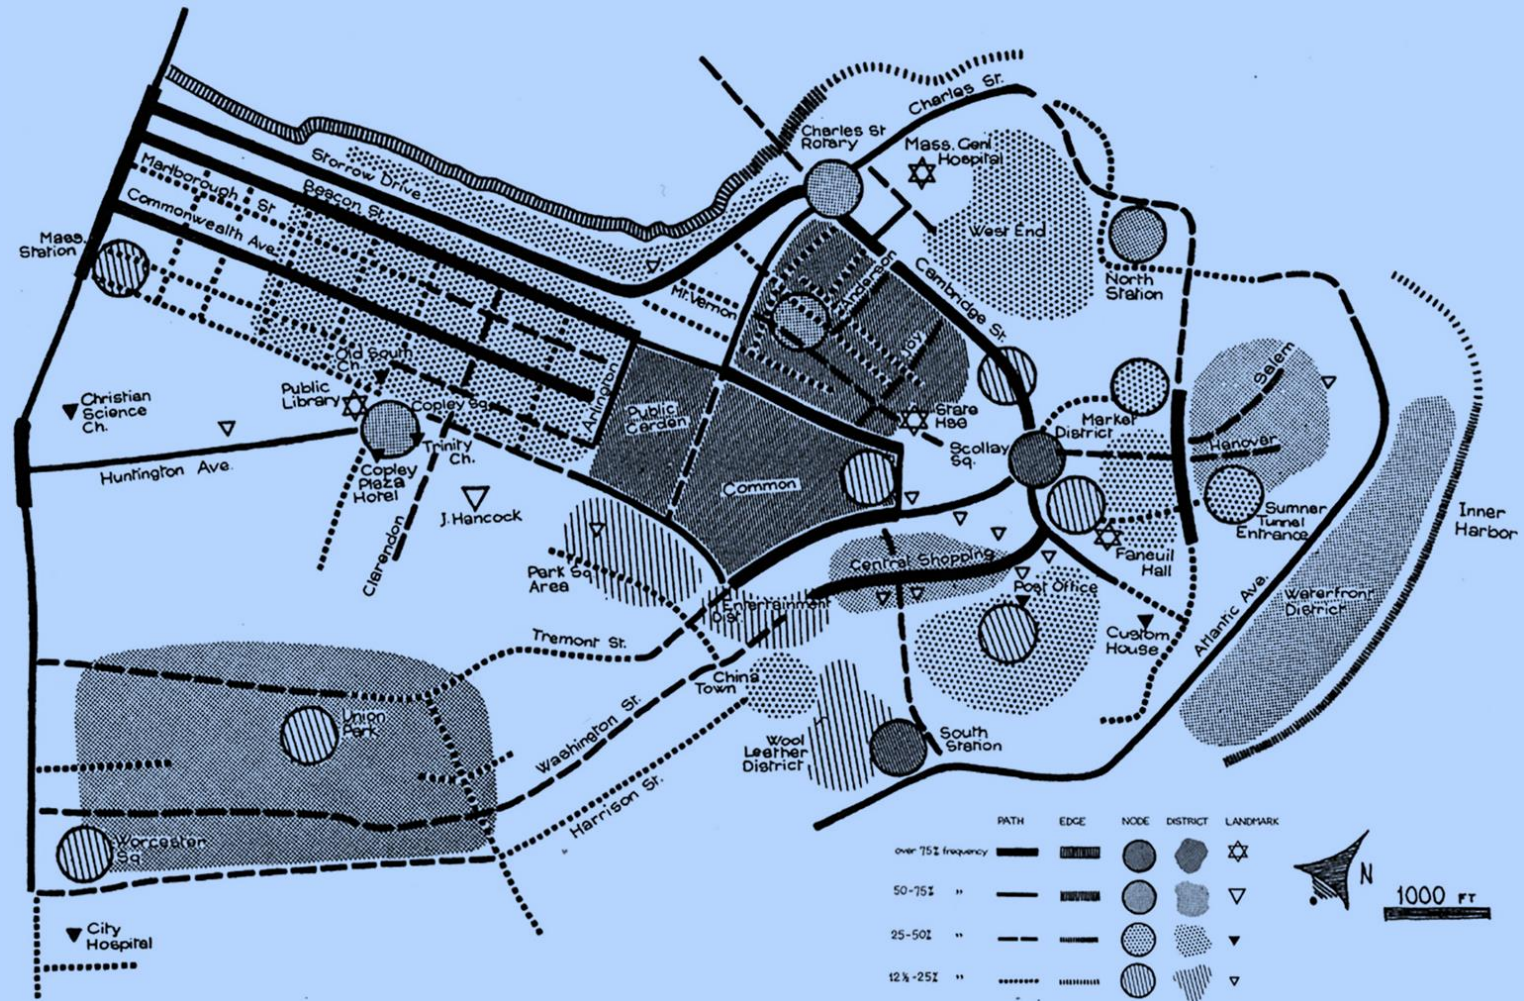 Charles St.
Charles St
Rotary
Mass. Genl
Hospital
Storrow Drive
Marlborough St
Beacon St.
Commonwealth Ave.
Mass.
Station
West End
North
Station
Mt. Vernon
Anderson
Cambridge St.
Joy
Salem
Old South
Ch.
Arlington
Public
Library
Copley Sq.
Christian
Science
Ch.
Public
Garden
State
Hse
Market
District
Hanover
Scollay
Sq.
Trinity
Ch.
Huntington Ave.
Copley
Plaza
Hotel
Common
J. Hancock
Sumner
Tunnel
Entrance
Inner
Harbor
Clarendon
Faneuil
Hall
Central Shopping
Park Sq.
Area
Post Office
Entertainment
Dist.
Waterfront
District
Atlantic Ave.
Custom
House
Tremont St.
China
Town
Washington St.
Union
Park
Wool
Leather
District
South
Station
Harrison St.
Worcester
Sq.
City
Hospital
PATH EDGE NODE DISTRICT LANDMARK
over 75% frequency
50-75% "
25-50% "
12½-25% "
N
1000 FT